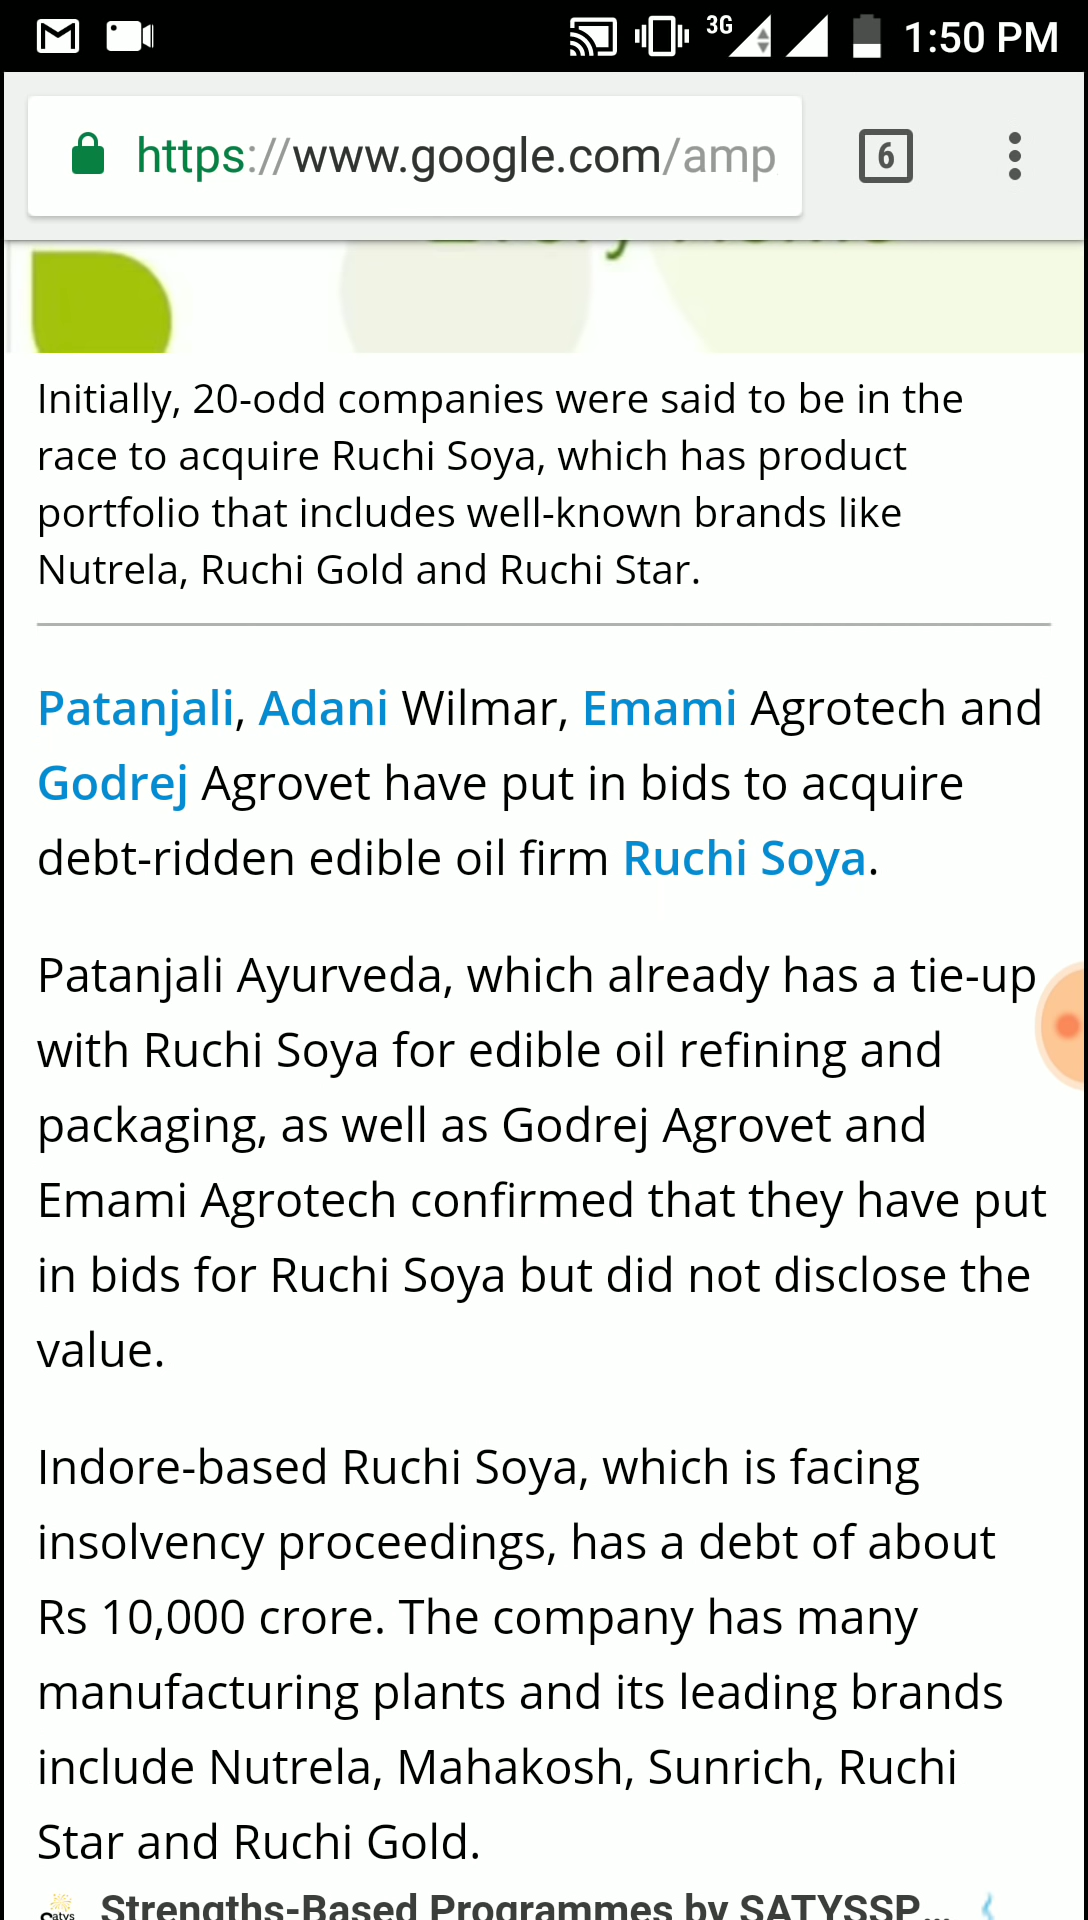 3G 1:50 PM
https://www.google.com/amp 6
Initially, 20-odd companies were said to be in the
race to acquire Ruchi Soya, which has product
portfolio that includes well-known brands like
Nutrela, Ruchi Gold and Ruchi Star.
Patanjali, Adani Wilmar, Emami Agrotech and
Godrej Agrovet have put in bids to acquire
debt-ridden edible oil firm Ruchi Soya.
Patanjali Ayurveda, which already has a tie-up
with Ruchi Soya for edible oil refining and
packaging, as well as Godrej Agrovet and
Emami Agrotech confirmed that they have put
in bids for Ruchi Soya but did not disclose the
value.
Indore-based Ruchi Soya, which is facing
insolvency proceedings, has a debt of about
Rs 10,000 crore. The company has many
manufacturing plants and its leading brands
include Nutrela, Mahakosh, Sunrich, Ruchi
Star and Ruchi Gold.
Strengths-Based Programmes by SATYSSP...